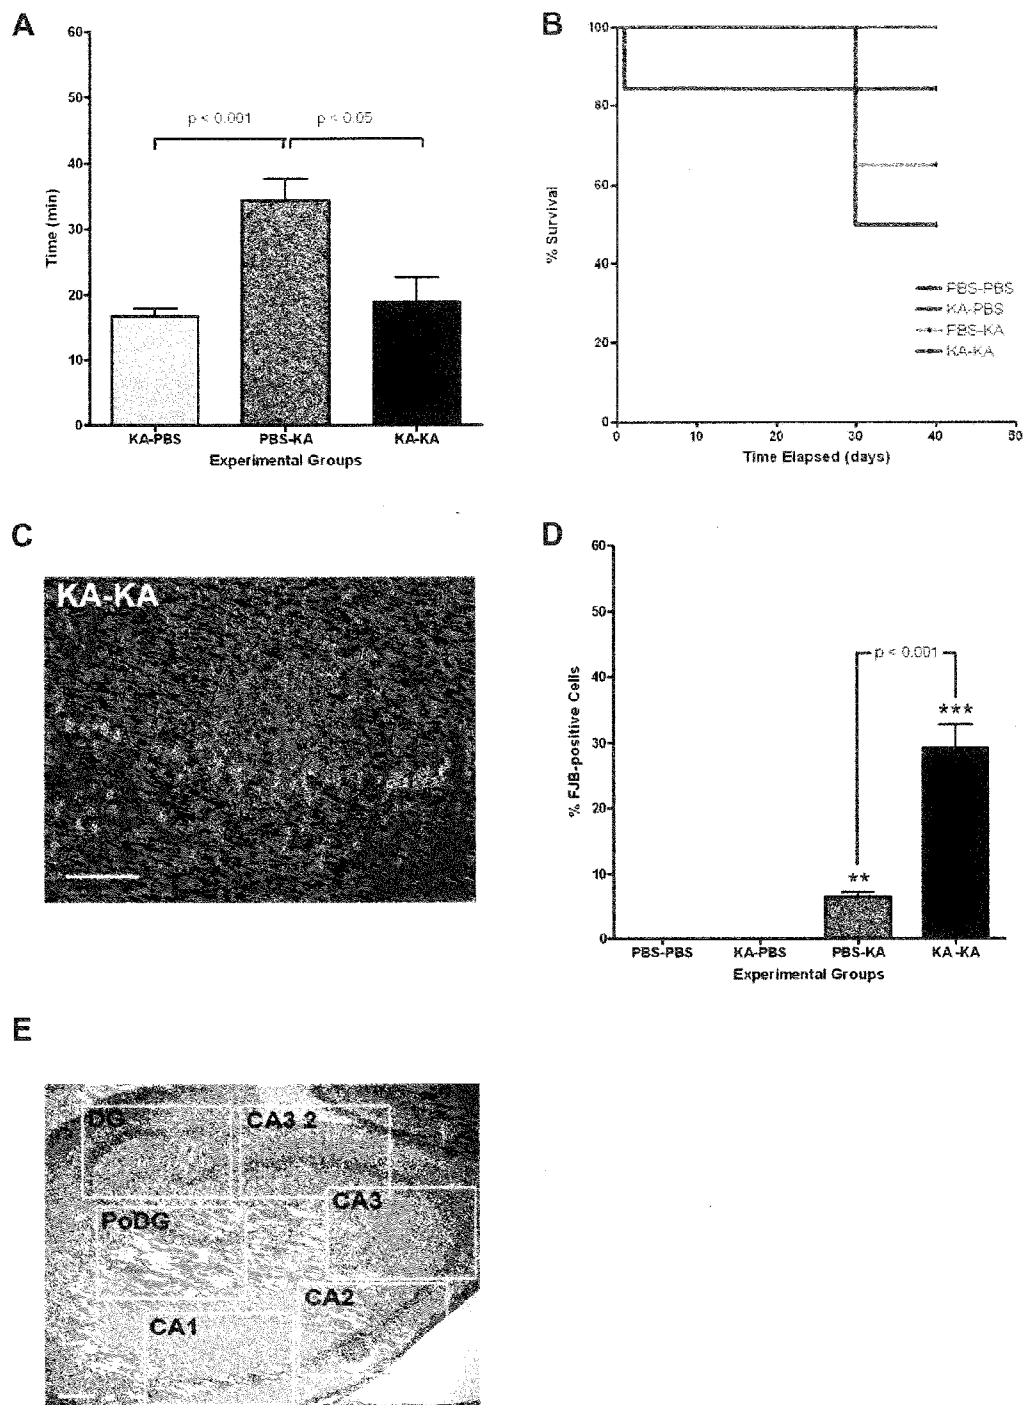 A
60
50
40
30
20
10
0
Time (min)
p < 0.001
p < 0.05
KA-PBS PBS-KA KA-KA
Experimental Groups
B
100
80
60
40
20
0
% Survival
PBS-PBS
KA-PBS
PBS-KA
KA-KA
0 10 20 30 40 50
Time Elapsed (days)
C
KA-KA
D
60
50
40
30
20
10
0
% FJB-positive Cells
p < 0.001
***
**
PBS-PBS KA-PBS PBS-KA KA-KA
Experimental Groups
E
DG
CA3 2
CA3
PoDG
CA2
CA1